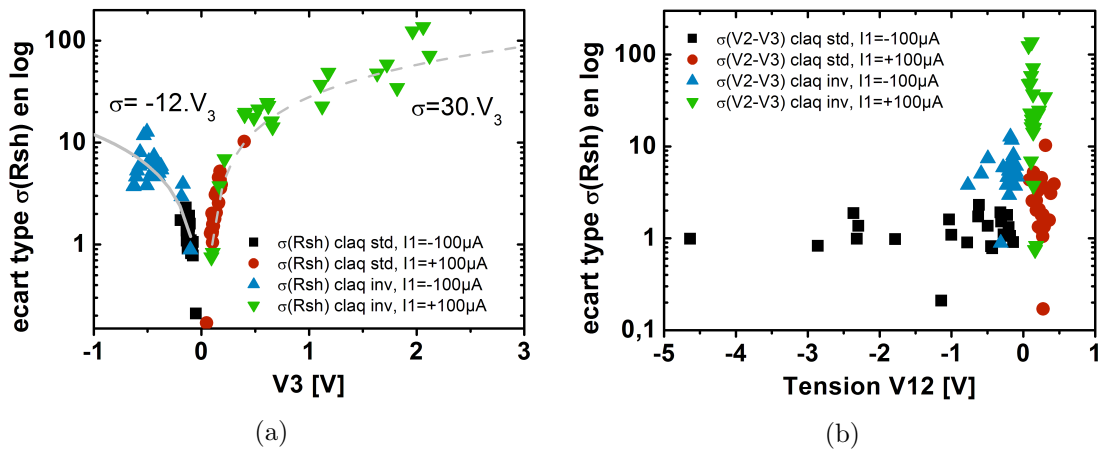 ecart type σ(Rsh) en log
100
10
1
σ= -12.V3
σ=30.V3
σ(Rsh) claq std, I1=-100µA
σ(Rsh) claq std, I1=+100µA
σ(Rsh) claq inv, I1=-100µA
σ(Rsh) claq inv, I1=+100µA
-1 0 1 2 3
V3 [V]
(a)
ecart type σ(Rsh) en log
100
10
1
0,1
σ(V2-V3) claq std, I1=-100µA
σ(V2-V3) claq std, I1=+100µA
σ(V2-V3) claq inv, I1=-100µA
σ(V2-V3) claq inv, I1=+100µA
-5 -4 -3 -2 -1 0 1
Tension V12 [V]
(b)